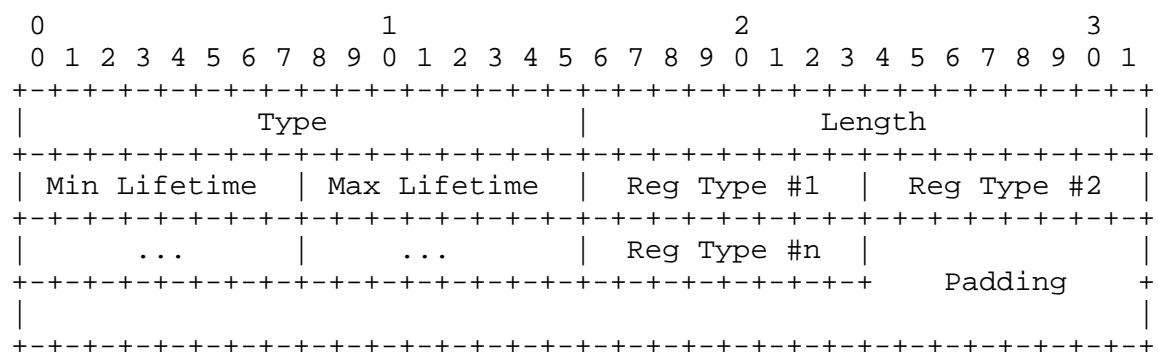 0                   1                   2                   3
 0 1 2 3 4 5 6 7 8 9 0 1 2 3 4 5 6 7 8 9 0 1 2 3 4 5 6 7 8 9 0 1
+-+-+-+-+-+-+-+-+-+-+-+-+-+-+-+-+-+-+-+-+-+-+-+-+-+-+-+-+-+-+-+-+
|             Type              |             Length            |
+-+-+-+-+-+-+-+-+-+-+-+-+-+-+-+-+-+-+-+-+-+-+-+-+-+-+-+-+-+-+-+-+
| Min Lifetime  | Max Lifetime  |  Reg Type #1  |  Reg Type #2  |
+-+-+-+-+-+-+-+-+-+-+-+-+-+-+-+-+-+-+-+-+-+-+-+-+-+-+-+-+-+-+-+-+
|      ...      |     ...       |  Reg Type #n  |               |
+-+-+-+-+-+-+-+-+-+-+-+-+-+-+-+-+-+-+-+-+-+-+-+-+    Padding    +
|                                                               |
+-+-+-+-+-+-+-+-+-+-+-+-+-+-+-+-+-+-+-+-+-+-+-+-+-+-+-+-+-+-+-+-+